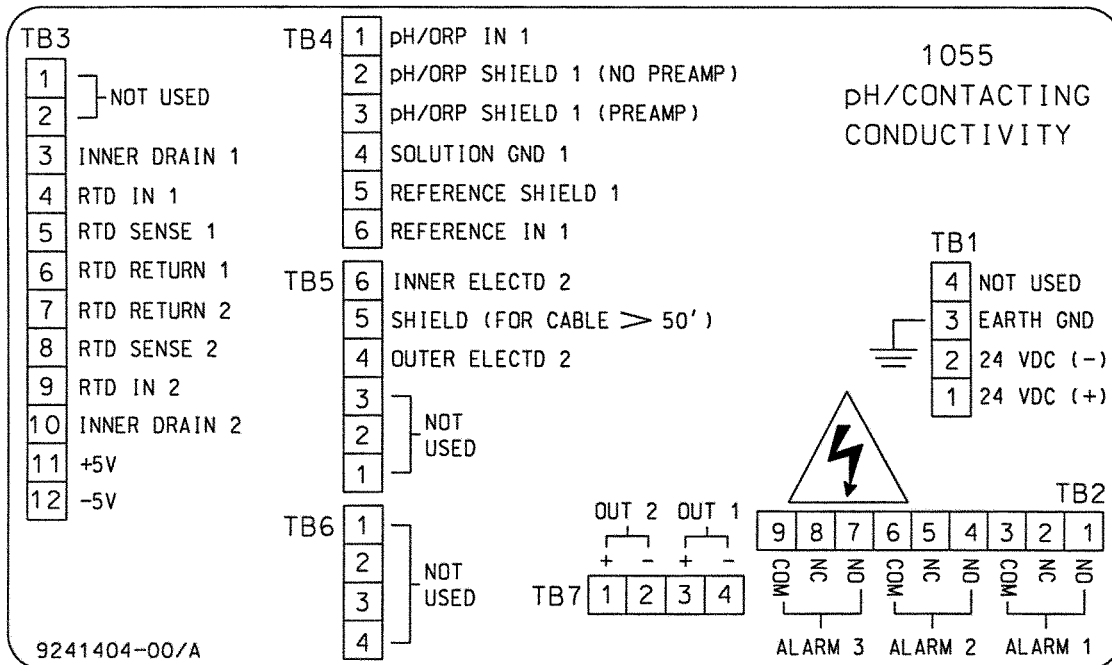 TB3
1
2
NOT USED
3 INNER DRAIN 1
4 RTD IN 1
5 RTD SENSE 1
6 RTD RETURN 1
7 RTD RETURN 2
8 RTD SENSE 2
9 RTD IN 2
10 INNER DRAIN 2
11 +5V
12 -5V
TB4
1 pH/ORP IN 1
2 pH/ORP SHIELD 1 (NO PREAMP)
3 pH/ORP SHIELD 1 (PREAMP)
4 SOLUTION GND 1
5 REFERENCE SHIELD 1
6 REFERENCE IN 1
TB5
6 INNER ELECTD 2
5 SHIELD (FOR CABLE > 50')
4 OUTER ELECTD 2
3
2
1
NOT
USED
TB6
1
2
3
4
NOT
USED
1055
pH/CONTACTING
CONDUCTIVITY
TB1
4 NOT USED
3 EARTH GND
2 24 VDC (-)
1 24 VDC (+)
OUT 2 OUT 1
+ - + -
TB7 1 2 3 4
TB2
9 8 7 6 5 4 3 2 1
COM NC NO COM NC NO COM NC NO
ALARM 3 ALARM 2 ALARM 1
9241404-00/A